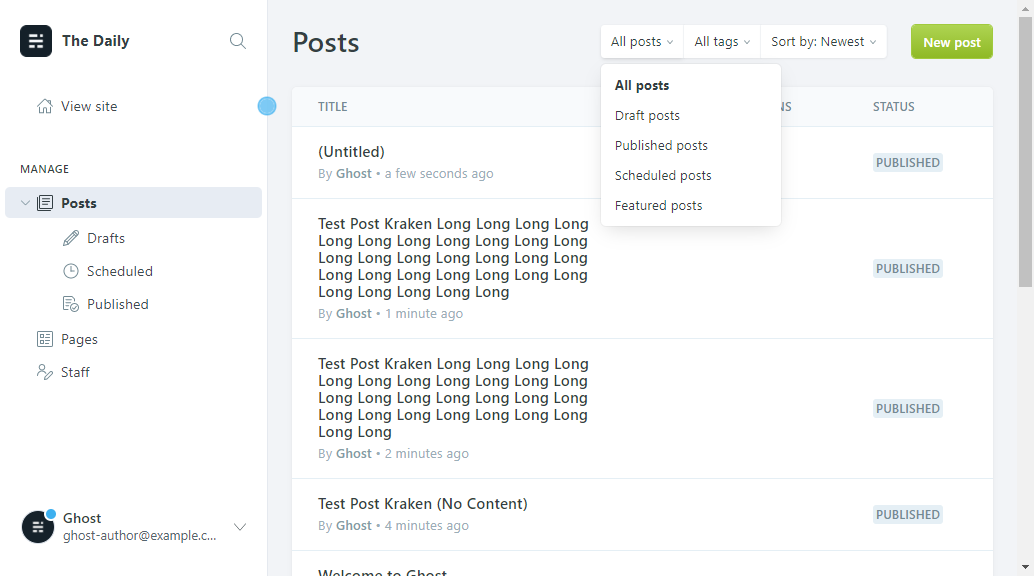 The Daily
View site
MANAGE
Posts
Drafts
Scheduled
Published
Pages
Staff
Ghost
ghost-author@example.c...
Posts
All posts
All tags
Sort by: Newest
New post
All posts
Draft posts
Published posts
Scheduled posts
Featured posts
TITLE
NS
STATUS
(Untitled)
By Ghost • a few seconds ago
PUBLISHED
Test Post Kraken Long Long Long Long
Long Long Long Long Long Long Long
Long Long Long Long Long Long Long
Long Long Long Long Long Long Long
Long Long Long Long Long
By Ghost • 1 minute ago
PUBLISHED
Test Post Kraken Long Long Long Long
Long Long Long Long Long Long Long
Long Long Long Long Long Long Long
Long Long Long Long Long Long Long
Long Long
By Ghost • 2 minutes ago
PUBLISHED
Test Post Kraken (No Content)
By Ghost • 4 minutes ago
PUBLISHED
Welcome to Ghost